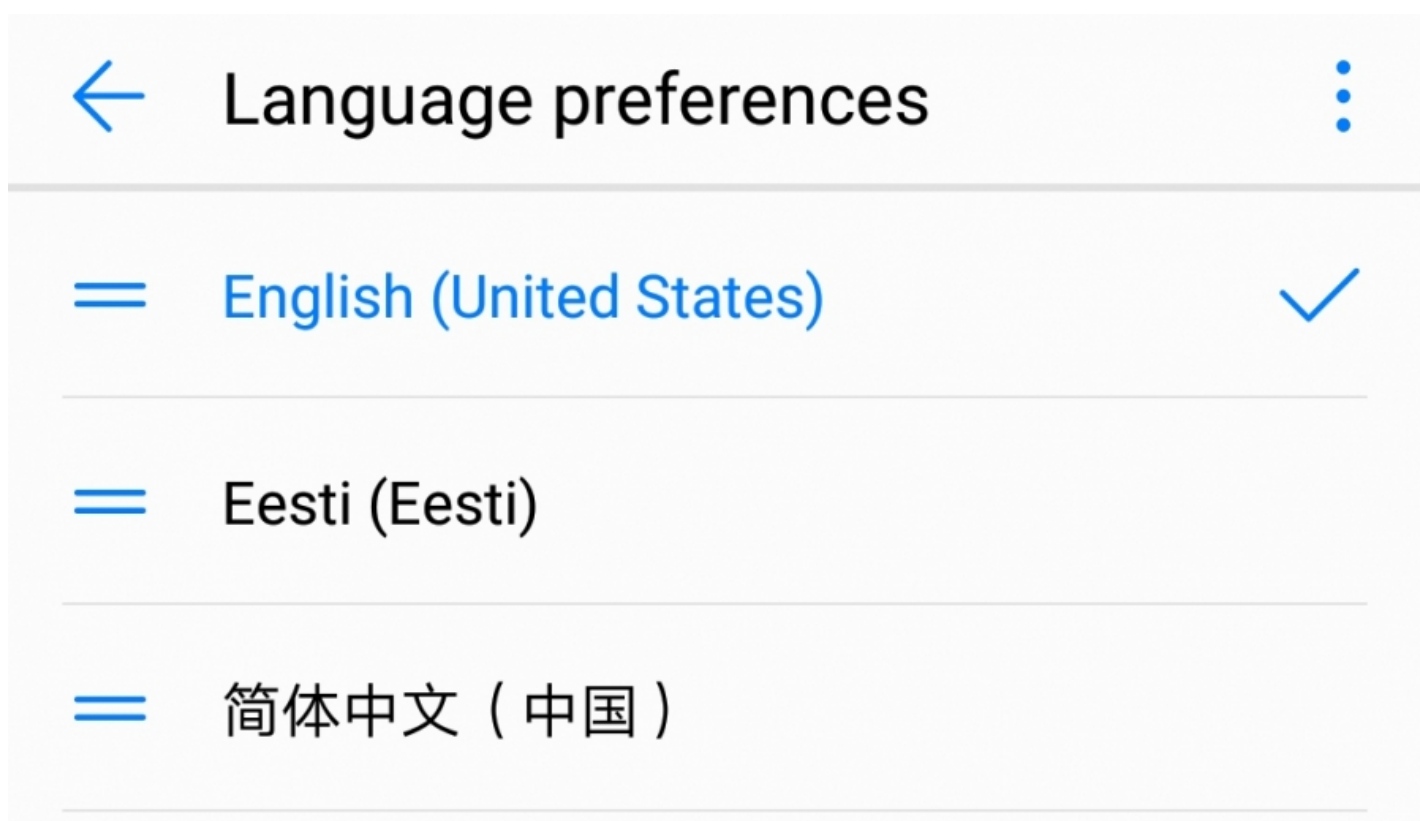 Language preferences
English (United States)
Eesti (Eesti)
简体中文（中国）